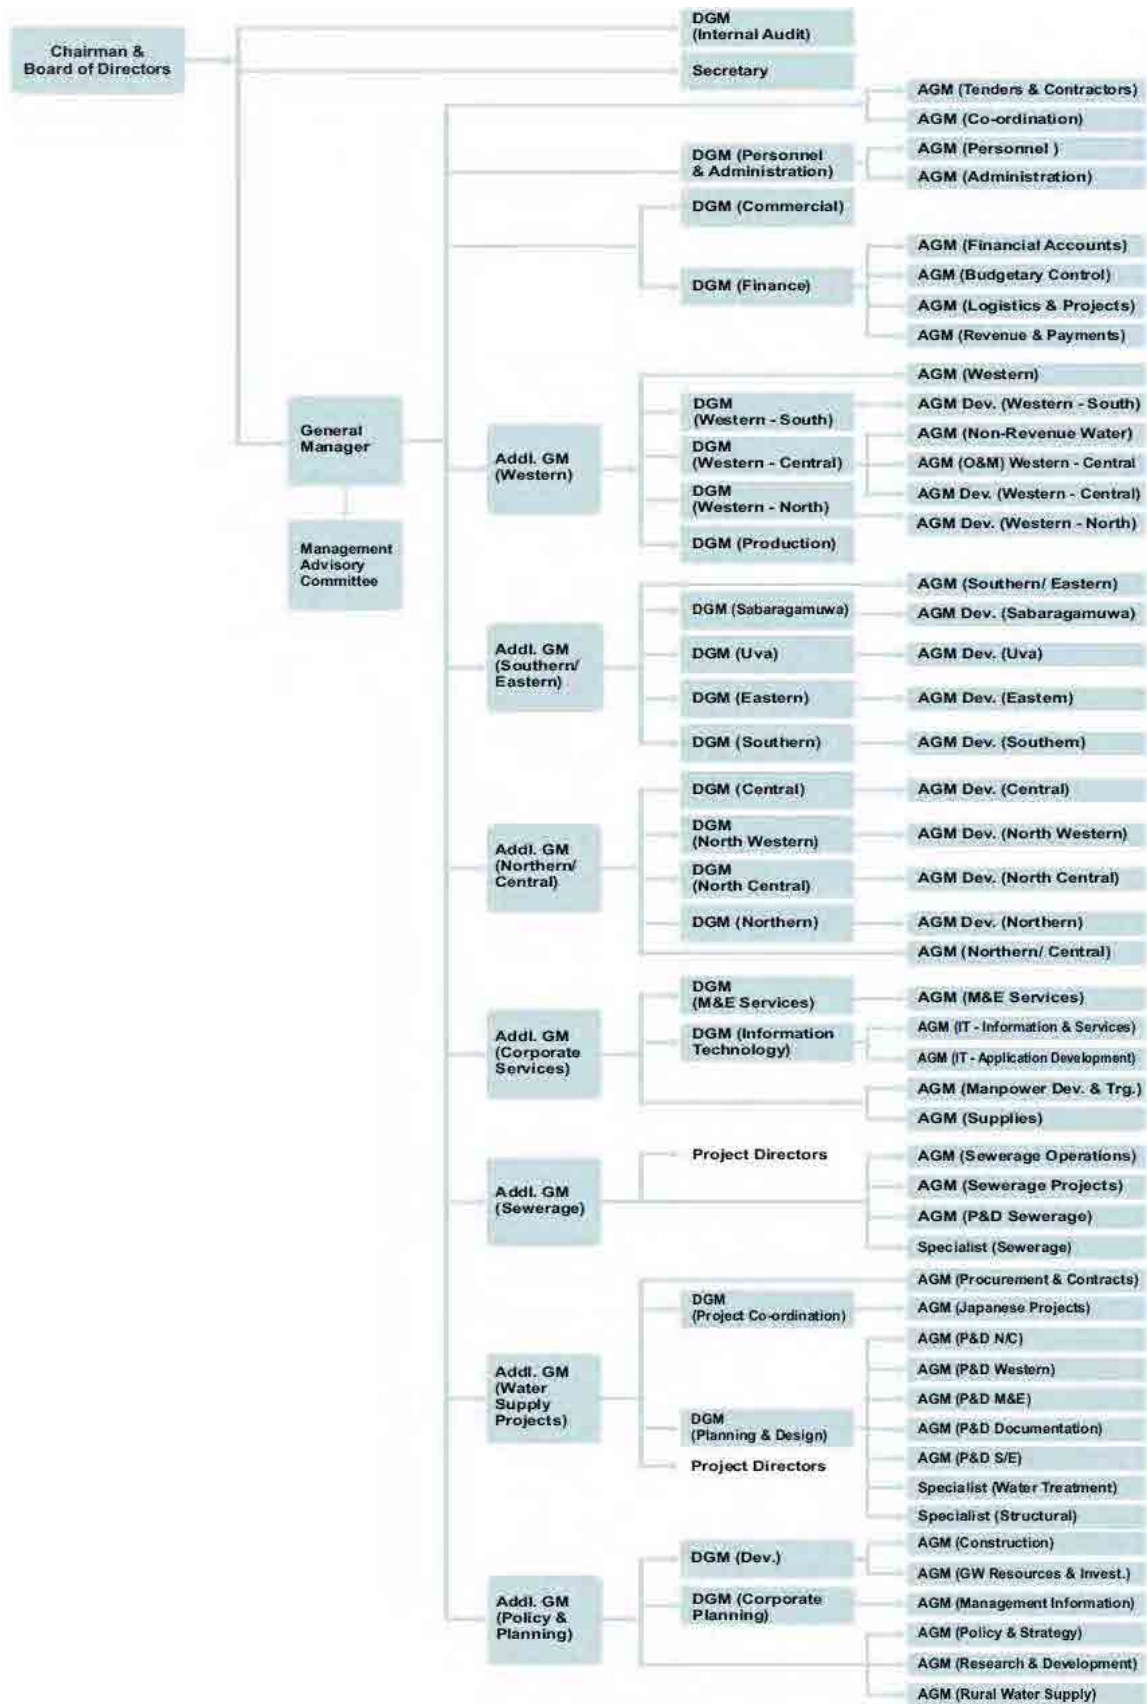 Chairman &
Board of Directors
DGM
(Internal Audit)
Secretary
AGM (Tenders & Contractors)
AGM (Co-ordination)
DGM (Personnel
& Administration)
AGM (Personnel )
AGM (Administration)
DGM (Commercial)
DGM (Finance)
AGM (Financial Accounts)
AGM (Budgetary Control)
AGM (Logistics & Projects)
AGM (Revenue & Payments)
General
Manager
Management
Advisory
Committee
Addl. GM
(Western)
AGM (Western)
DGM
(Western - South)
AGM Dev. (Western - South)
DGM
(Western - Central)
AGM (Non-Revenue Water)
AGM (O&M) Western - Central
AGM Dev. (Western - Central)
DGM
(Western - North)
AGM Dev. (Western - North)
DGM (Production)
Addl. GM
(Southern/
Eastern)
AGM (Southern/ Eastern)
DGM (Sabaragamuwa)
AGM Dev. (Sabaragamuwa)
DGM (Uva)
AGM Dev. (Uva)
DGM (Eastern)
AGM Dev. (Eastern)
DGM (Southern)
AGM Dev. (Southern)
Addl. GM
(Northern/
Central)
DGM (Central)
AGM Dev. (Central)
DGM
(North Western)
AGM Dev. (North Western)
DGM
(North Central)
AGM Dev. (North Central)
DGM (Northern)
AGM Dev. (Northern)
AGM (Northern/ Central)
Addl. GM
(Corporate
Services)
DGM
(M&E Services)
AGM (M&E Services)
DGM (Information
Technology)
AGM (IT - Information & Services)
AGM (IT - Application Development)
AGM (Manpower Dev. & Trg.)
AGM (Supplies)
Addl. GM
(Sewerage)
Project Directors
AGM (Sewerage Operations)
AGM (Sewerage Projects)
AGM (P&D Sewerage)
Specialist (Sewerage)
Addl. GM
(Water
Supply
Projects)
AGM (Procurement & Contracts)
DGM
(Project Co-ordination)
AGM (Japanese Projects)
DGM
(Planning & Design)
AGM (P&D N/C)
AGM (P&D Western)
AGM (P&D M&E)
AGM (P&D Documentation)
AGM (P&D S/E)
Specialist (Water Treatment)
Specialist (Structural)
Project Directors
Addl. GM
(Policy &
Planning)
DGM (Dev.)
AGM (Construction)
AGM (GW Resources & Invest.)
DGM (Corporate
Planning)
AGM (Management Information)
AGM (Policy & Strategy)
AGM (Research & Development)
AGM (Rural Water Supply)